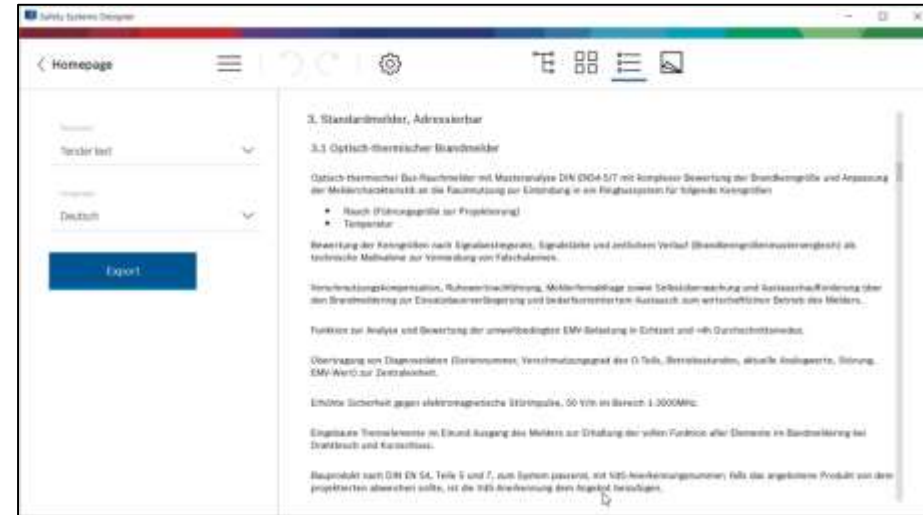 Safety Systems Designer
Homepage
Tender text
Deutsch
Export
3. Standardmelder, Adressierbar
3.1 Optisch-thermischer Brandmelder
Optisch-thermischer Bus-Rauchmelder mit Musteranalyse DIN EN54-5/7 mit komplexer Bewertung der Brandkenngröße und Anpassung
der Meldercharakteristik an die Raumnutzung zur Einbindung in ein Ringbussystem für folgende Kenngrößen
• Rauch (Führungsgröße zur Projektierung)
• Temperatur
Bewertung der Kenngrößen nach Signalanstiegsrate, Signalstärke und zeitlichem Verlauf (Brandkenngrößenmustervergleich) als
technische Maßnahme zur Vermeidung von Falschalarmen.
Verschmutzungskompensation, Ruhewertnachführung, Melderfernabfrage sowie Selbstüberwachung und Austauschaufforderung über
den Brandmeldering zur Einsatzdauerverlängerung und bedarfsorientiertem Austausch zum wirtschaftlichen Betrieb des Melders.
Funktion zur Analyse und Bewertung der umweltbedingten EMV-Belastung in Echtzeit und 24h Durchschnittsmodus.
Übertragung von Diagnosedaten (Seriennummer, Verschmutzungsgrad des O-Teils, Betriebsstunden, aktuelle Analogwerte, Störung,
EMV-Wert) zur Zentraleinheit.
Erhöhte Sicherheit gegen elektromagnetische Störimpulse, 50 V/m im Bereich 1-3000MHz.
Eingebaute Trennelemente im Einund Ausgang des Melders zur Erhaltung der vollen Funktion aller Elemente im Bandmeldering bei
Drahtbruch und Kurzschluss.
Bauprodukt nach DIN EN 54, Teile 5 und 7, zum System passend, mit VdS-Anerkennungsnummer; falls das angebotene Produkt von dem
projektierten abweichen sollte, ist die VdS-Anerkennung dem Angebot beizufügen.